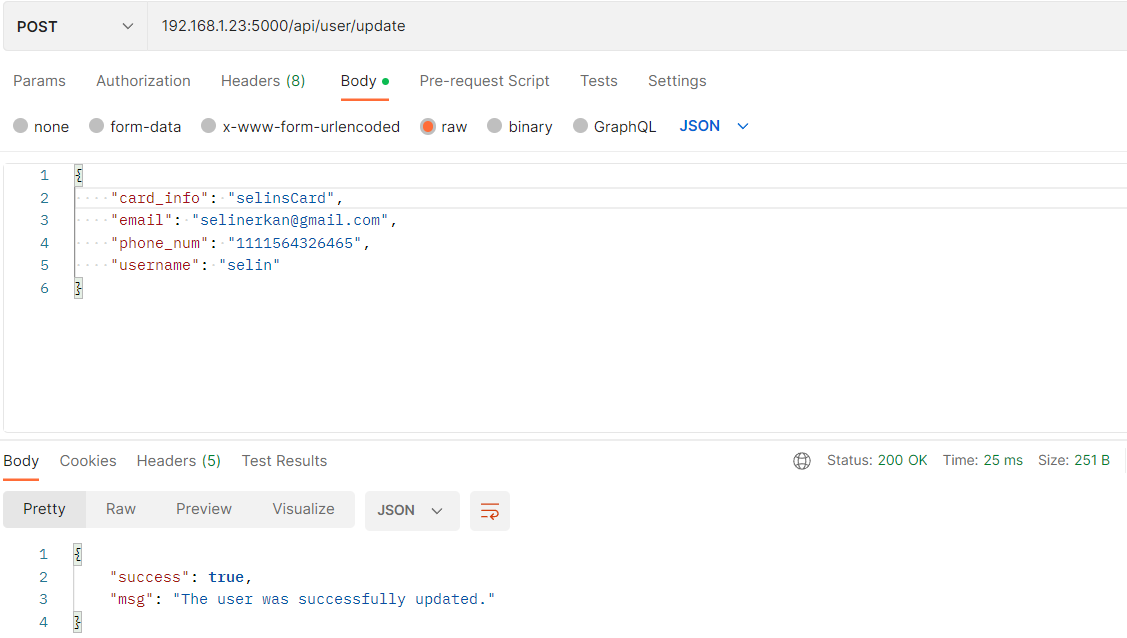 POST 192.168.1.23:5000/api/user/update
Params Authorization Headers (8) Body Pre-request Script Tests Settings
none form-data x-www-form-urlencoded raw binary GraphQL JSON
1 {
2 "card_info": "selinsCard",
3 "email": "selinerkan@gmail.com",
4 "phone_num": "1111564326465",
5 "username": "selin"
6 }
Body Cookies Headers (5) Test Results Status: 200 OK Time: 25 ms Size: 251 B
Pretty Raw Preview Visualize JSON
1 {
2 "success": true,
3 "msg": "The user was successfully updated."
4 }